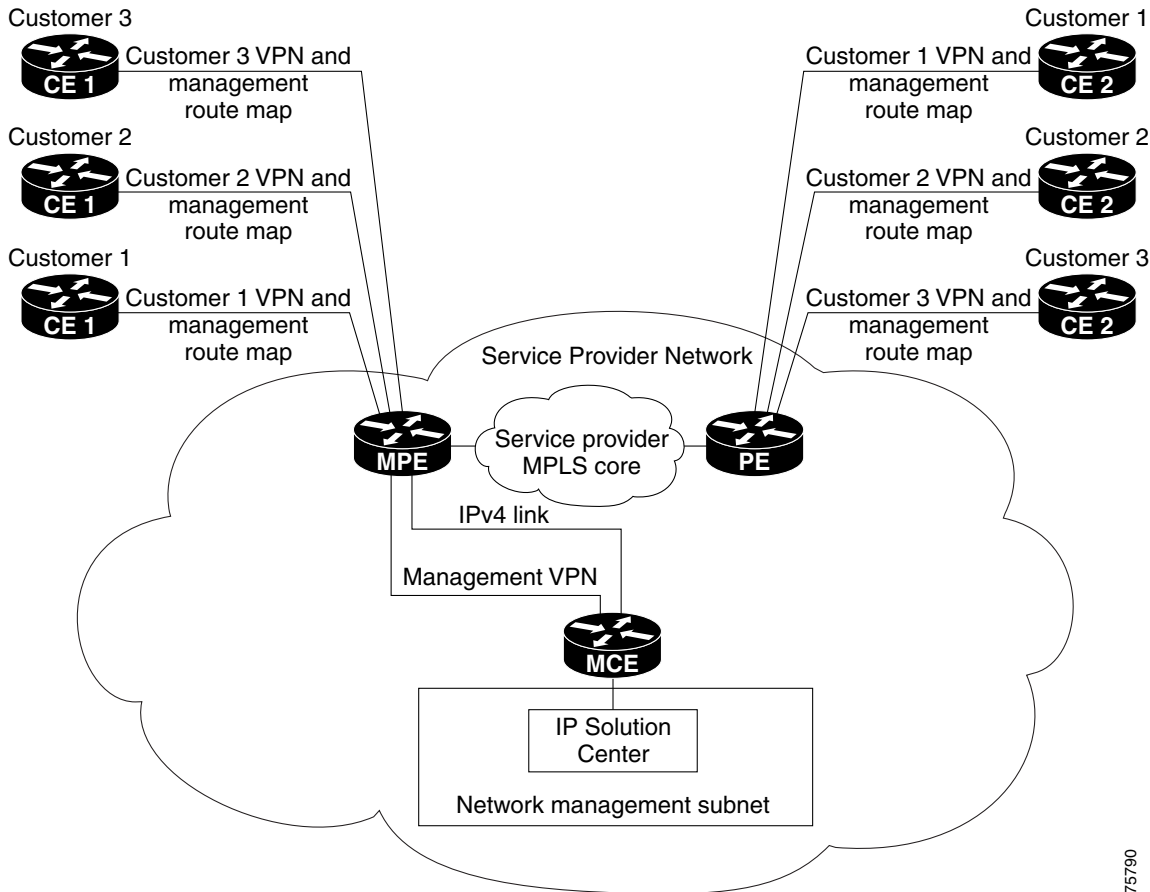 Customer 3
CE 1
Customer 3 VPN and
management
route map
Customer 2
CE 1
Customer 2 VPN and
management
route map
Customer 1
CE 1
Customer 1 VPN and
management
route map
Customer 1
CE 2
Customer 1 VPN and
management
route map
Customer 2
CE 2
Customer 2 VPN and
management
route map
Customer 3
CE 2
Customer 3 VPN and
management
route map
Service Provider Network
MPE
Service provider
MPLS core
PE
IPv4 link
Management VPN
MCE
IP Solution
Center
Network management subnet
75790